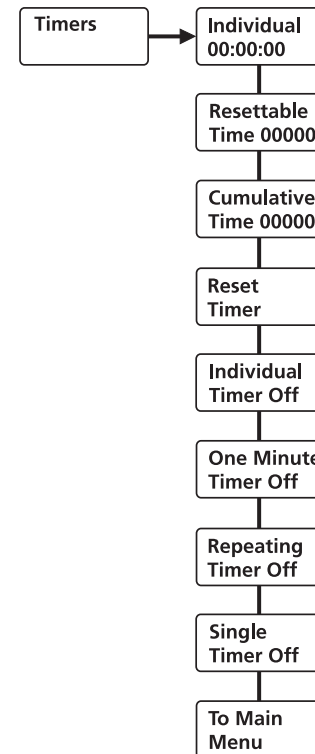 Timers
Individual
00:00:00
Resettable
Time 00000
Cumulative
Time 00000
Reset
Timer
Individual
Timer Off
One Minute
Timer Off
Repeating
Timer Off
Single
Timer Off
To Main
Menu